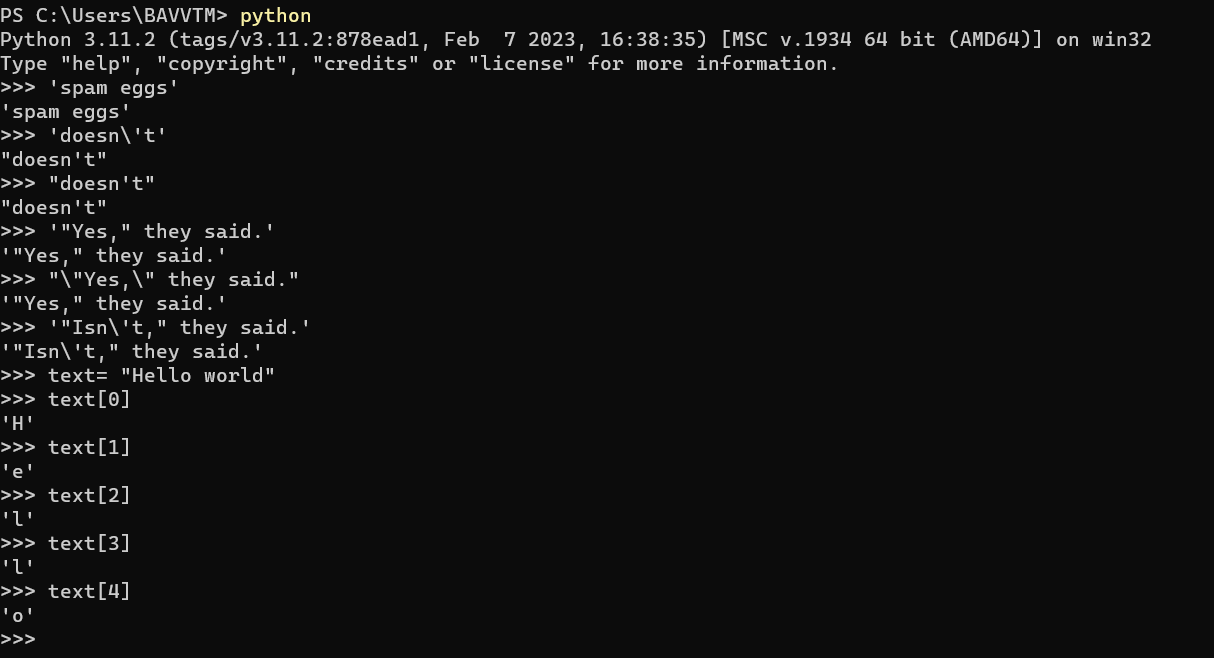 PS C:\Users\BAVVTM> python
Python 3.11.2 (tags/v3.11.2:878ead1, Feb  7 2023, 16:38:35) [MSC v.1934 64 bit (AMD64)] on win32
Type "help", "copyright", "credits" or "license" for more information.
>>> 'spam eggs'
'spam eggs'
>>> 'doesn\'t'
"doesn't"
>>> "doesn't"
"doesn't"
>>> '"Yes," they said.'
'"Yes," they said.'
>>> "\"Yes,\" they said."
'"Yes," they said.'
>>> '"Isn\'t," they said.'
'"Isn\'t," they said.'
>>> text= "Hello world"
>>> text[0]
'H'
>>> text[1]
'e'
>>> text[2]
'l'
>>> text[3]
'l'
>>> text[4]
'o'
>>>